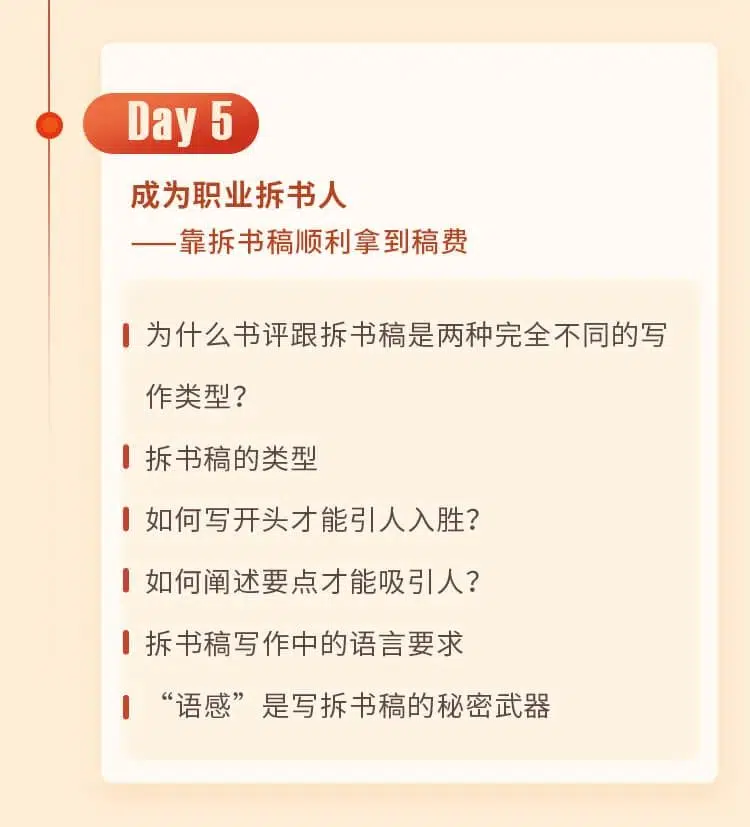 Day 5
成为职业拆书人
——靠拆书稿顺利拿到稿费
为什么书评跟拆书稿是两种完全不同的写
作类型？
拆书稿的类型
如何写开头才能引人入胜？
如何阐述要点才能吸引人？
拆书稿写作中的语言要求
“语感”是写拆书稿的秘密武器